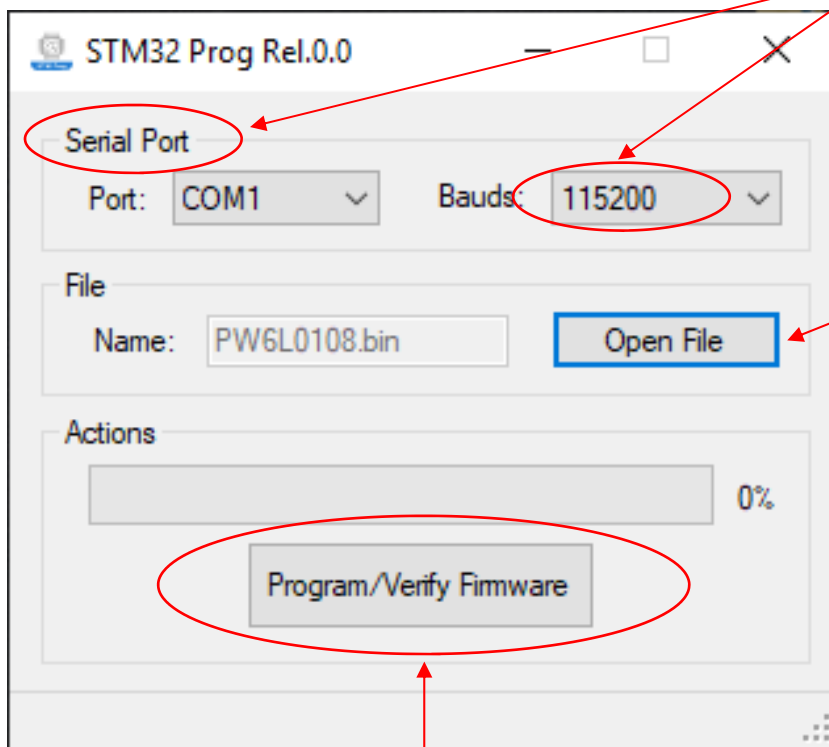 STM32 Prog Rel.0.0
Serial Port
Port: COM1 Bauds: 115200
File
Name: PW6L0108.bin Open File
Actions
0%
Program/Verify Firmware